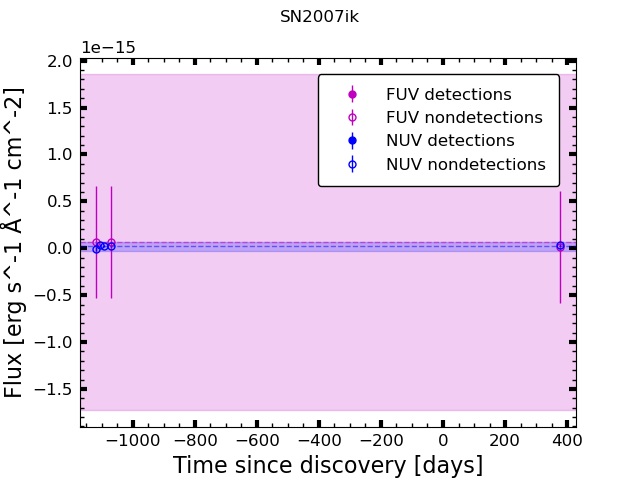 SN2007ik
1e−15
2.0
1.5
1.0
0.5
0.0
−0.5
−1.0
−1.5
FUV detections
FUV nondetections
NUV detections
NUV nondetections
Flux [erg s^-1 Å^-1 cm^-2]
−1000 −800 −600 −400 −200 0 200 400
Time since discovery [days]